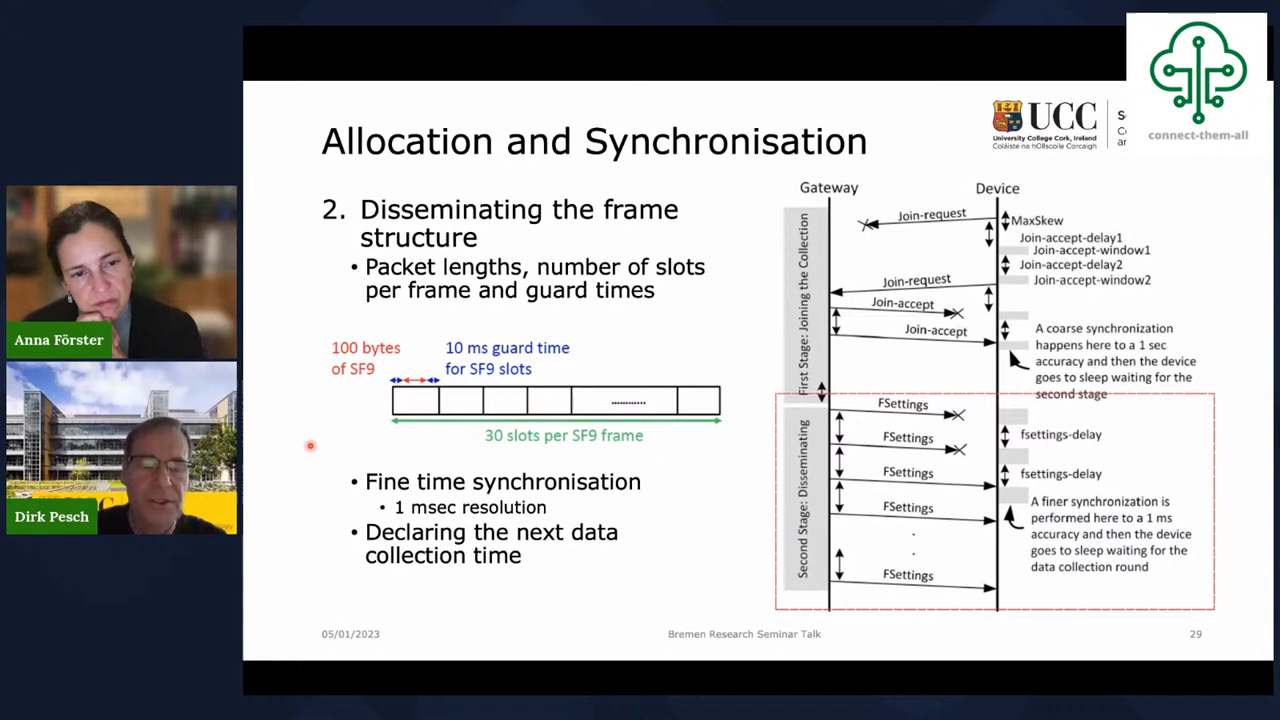 connect-them-all
UCC
University College Cork, Ireland
Coláiste na hOllscoile Corcaigh
Allocation and Synchronisation
2. Disseminating the frame
structure
• Packet lengths, number of slots
per frame and guard times
100 bytes
of SF9
10 ms guard time
for SF9 slots
............
30 slots per SF9 frame
• Fine time synchronisation
• 1 msec resolution
• Declaring the next data
collection time
Gateway
Device
First Stage: Joining the Collection
Join-request
MaxSkew
Join-accept-delay1
Join-accept-window1
Join-accept-delay2
Join-accept-window2
Join-request
Join-accept
Join-accept
A coarse synchronization
happens here to a 1 sec
accuracy and then the device
goes to sleep waiting for the
second stage
Second Stage: Disseminating
FSettings
FSettings
FSettings
FSettings
FSettings
fsettings-delay
fsettings-delay
A finer synchronization is
performed here to a 1 ms
accuracy and then the device
goes to sleep waiting for the
data collection round
05/01/2023
Bremen Research Seminar Talk
29
Anna Förster
Dirk Pesch